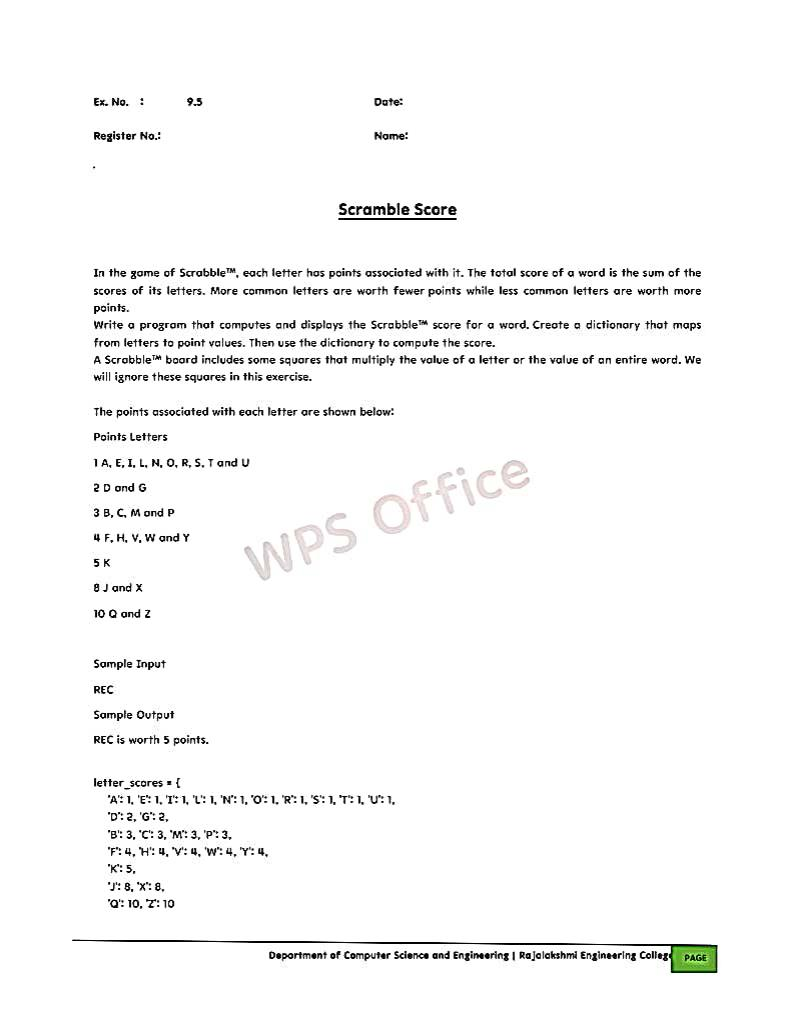 Ex. No. : 9.5 Date:
Register No.: Name:
.
Scramble Score
In the game of Scrabble™, each letter has points associated with it. The total score of a word is the sum of the
scores of its letters. More common letters are worth fewer points while less common letters are worth more
points.
Write a program that computes and displays the Scrabble™ score for a word. Create a dictionary that maps
from letters to point values. Then use the dictionary to compute the score.
A Scrabble™ board includes some squares that multiply the value of a letter or the value of an entire word. We
will ignore these squares in this exercise.
The points associated with each letter are shown below:
Points Letters
1 A, E, I, L, N, O, R, S, T and U
2 D and G
3 B, C, M and P
4 F, H, V, W and Y
5 K
8 J and X
10 Q and Z
WPS Office
Sample Input
REC
Sample Output
REC is worth 5 points.
letter_scores = {
'A': 1, 'E': 1, 'I': 1, 'L': 1, 'N': 1, 'O': 1, 'R': 1, 'S': 1, 'T': 1, 'U': 1,
'D': 2, 'G': 2,
'B': 3, 'C': 3, 'M': 3, 'P': 3,
'F': 4, 'H': 4, 'V': 4, 'W': 4, 'Y': 4,
'K': 5,
'J': 8, 'X': 8,
'Q': 10, 'Z': 10
Department of Computer Science and Engineering | Rajalakshmi Engineering College PAGE